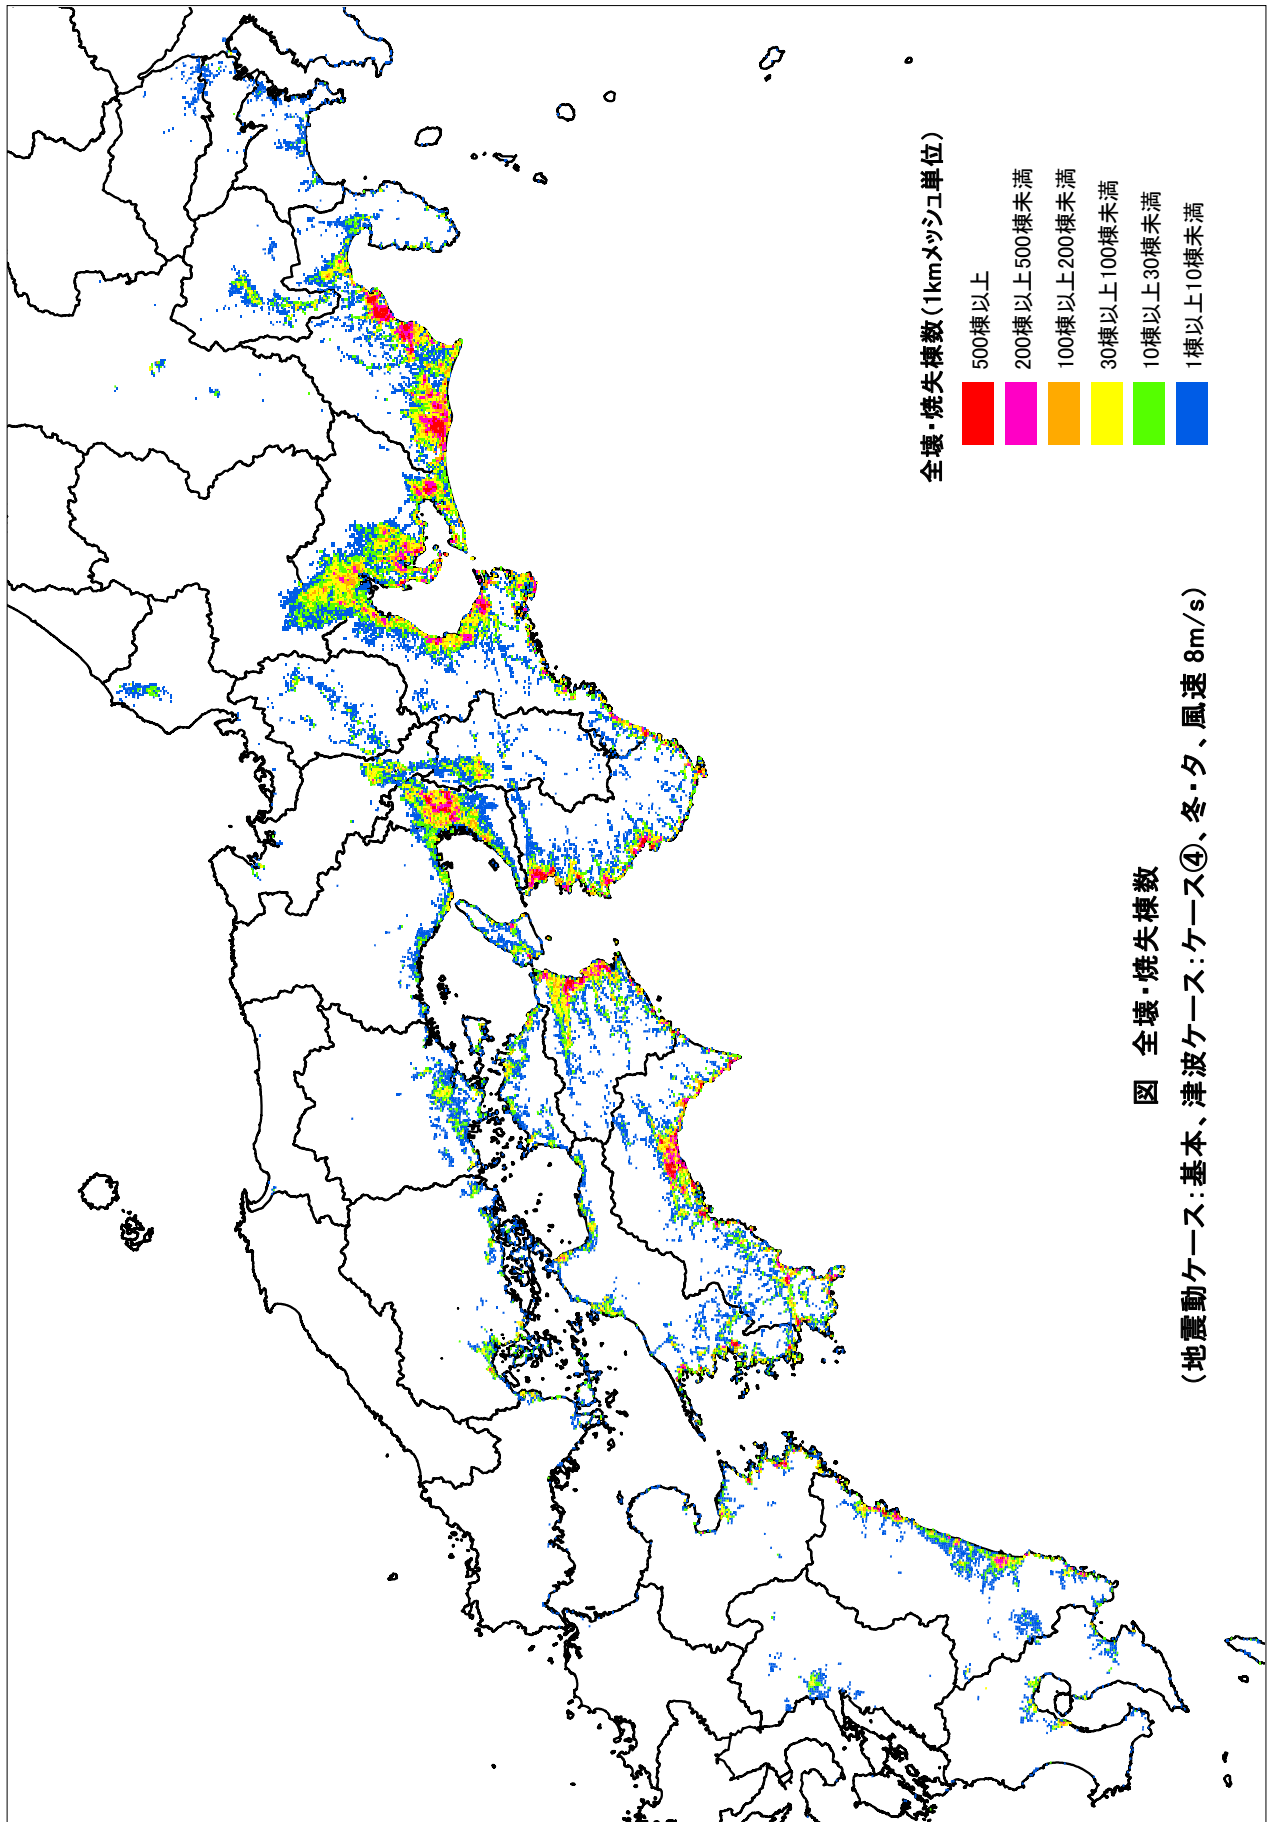 全壊・焼失棟数(1kmメッシュ単位)
500棟以上
200棟以上500棟未満
100棟以上200棟未満
30棟以上100棟未満
10棟以上30棟未満
1棟以上10棟未満
図 全壊・焼失棟数
(地震動ケース:基本、津波ケース:ケース④、冬・夕、風速 8m/s)